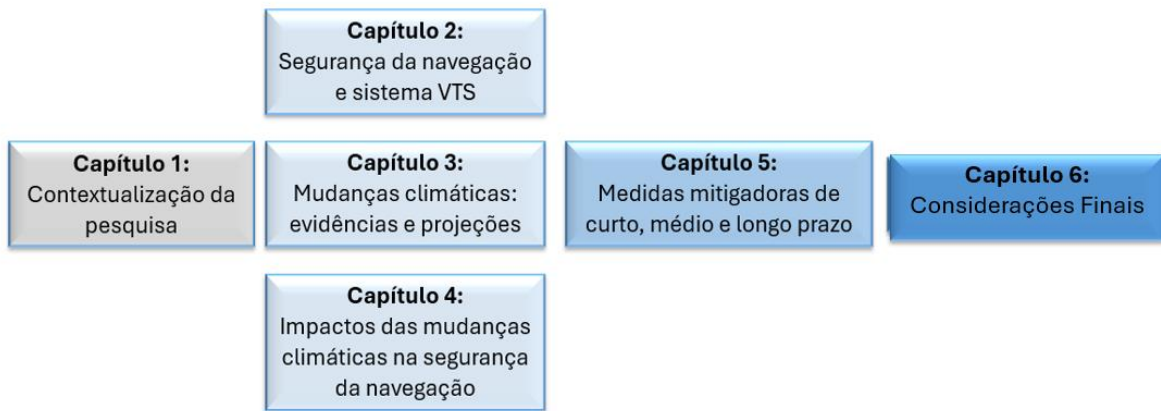 Capítulo 2:
Segurança da navegação
e sistema VTS
Capítulo 1:
Contextualização da
pesquisa
Capítulo 3:
Mudanças climáticas:
evidências e projeções
Capítulo 5:
Medidas mitigadoras de
curto, médio e longo prazo
Capítulo 6:
Considerações Finais
Capítulo 4:
Impactos das mudanças
climáticas na segurança
da navegação